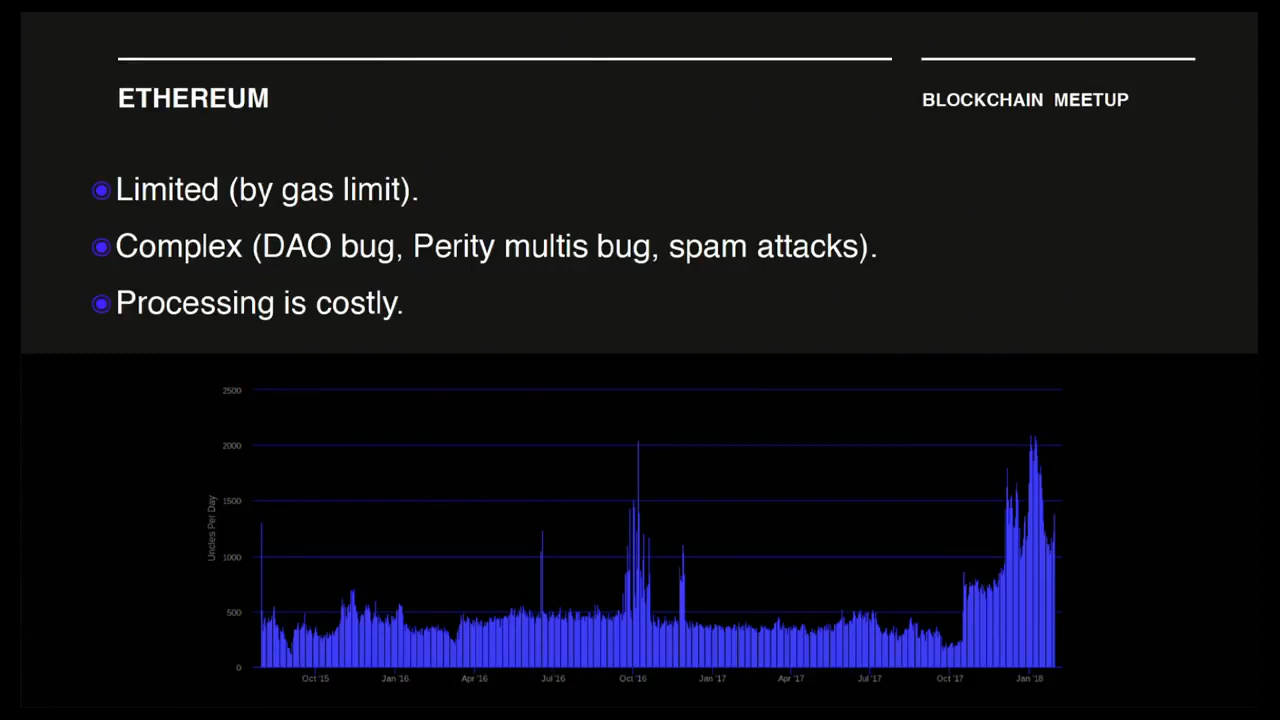 ETHEREUM
BLOCKCHAIN MEETUP
Limited (by gas limit).
Complex (DAO bug, Perity multis bug, spam attacks).
Processing is costly.
Uncles Per Day
2500
2000
1500
1000
500
0
Oct '15 Jan '16 Apr '16 Jul '16 Oct '16 Jan '17 Apr '17 Jul '17 Oct '17 Jan '18